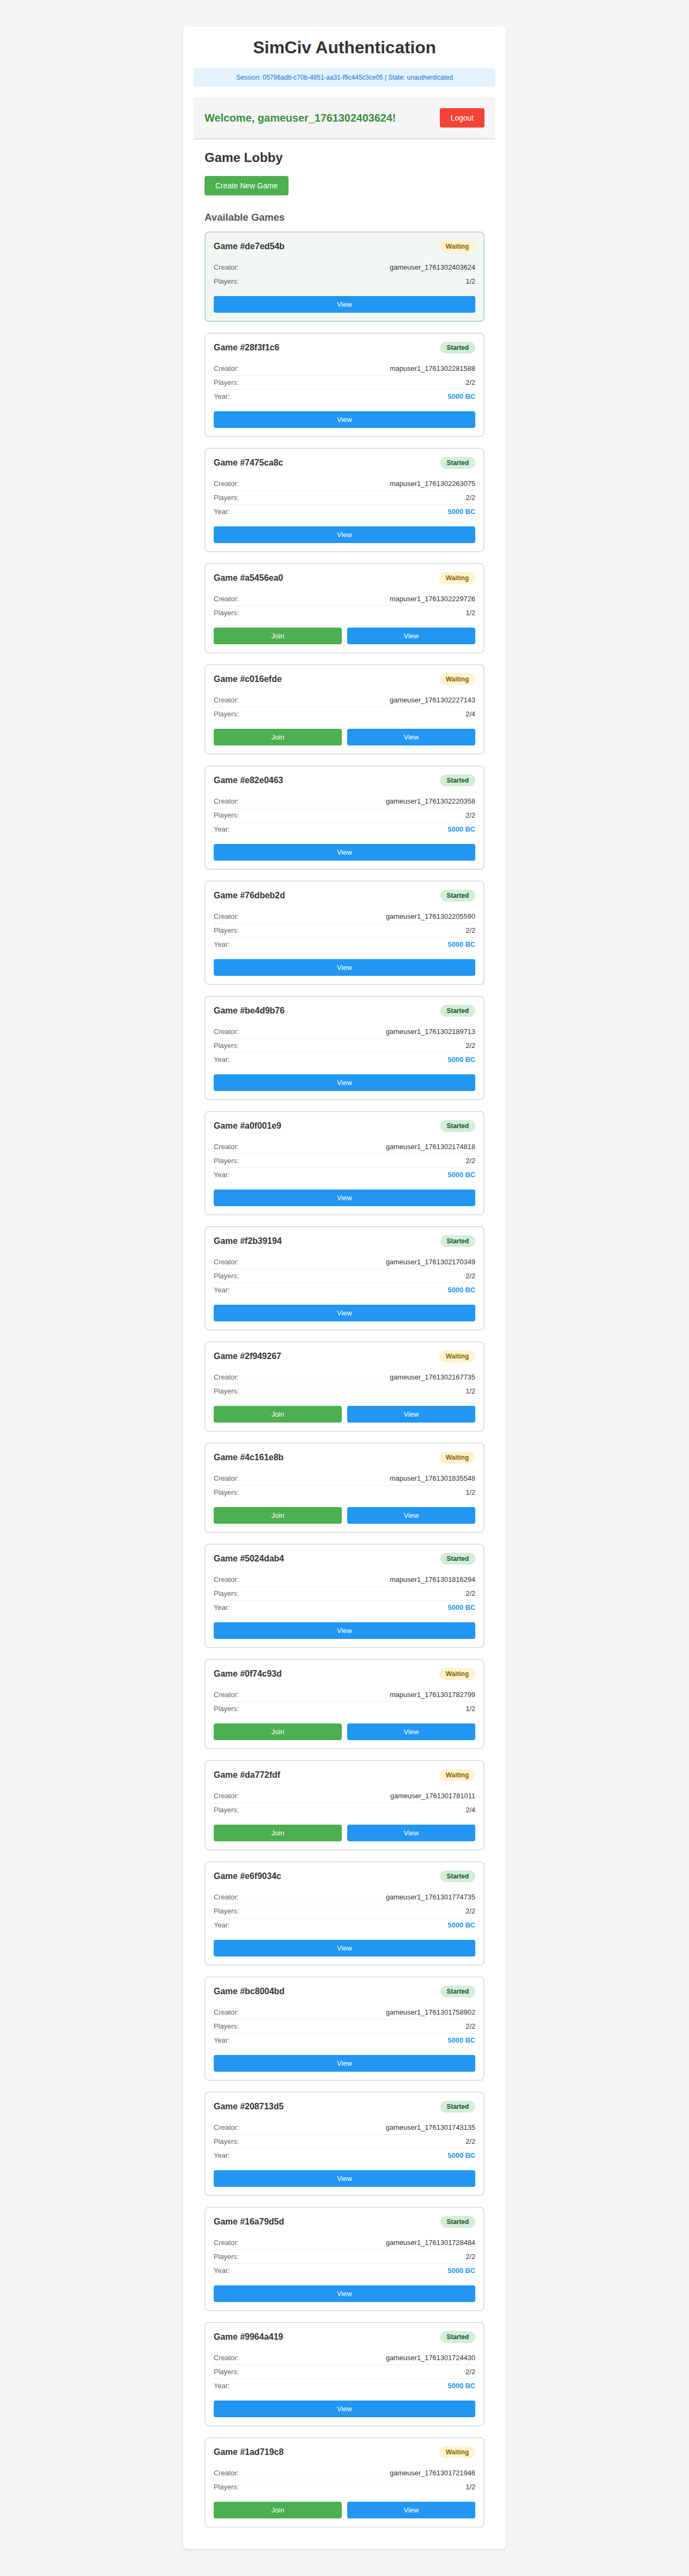 SimCiv Authentication
Session: 05786adb-c70b-4851-aa31-f9c445c3ce05 | State: unauthenticated
Welcome, gameuser_1761302403624!
Logout
Game Lobby
Create New Game
Available Games
Game #de7ed54b Waiting
Creator: gameuser_1761302403624
Players: 1/2
View
Game #28f3f1c6 Started
Creator: mapuser1_1761302281588
Players: 2/2
Year: 5000 BC
View
Game #7475ca8c Started
Creator: mapuser1_1761302263075
Players: 2/2
Year: 5000 BC
View
Game #a5456ea0 Waiting
Creator: mapuser1_1761302229726
Players: 1/2
Join View
Game #c016efde Waiting
Creator: gameuser_1761302227143
Players: 2/4
Join View
Game #e82e0463 Started
Creator: gameuser1_1761302220358
Players: 2/2
Year: 5000 BC
View
Game #76dbeb2d Started
Creator: gameuser1_1761302205590
Players: 2/2
Year: 5000 BC
View
Game #be4d9b76 Started
Creator: gameuser1_1761302189713
Players: 2/2
Year: 5000 BC
View
Game #a0f001e9 Started
Creator: gameuser1_1761302174818
Players: 2/2
Year: 5000 BC
View
Game #f2b39194 Started
Creator: gameuser1_1761302170349
Players: 2/2
Year: 5000 BC
View
Game #2f949267 Waiting
Creator: gameuser_1761302167735
Players: 1/2
Join View
Game #4c161e8b Waiting
Creator: mapuser1_1761301835548
Players: 1/2
Join View
Game #5024dab4 Started
Creator: mapuser1_1761301816294
Players: 2/2
Year: 5000 BC
View
Game #0f74c93d Waiting
Creator: mapuser1_1761301782799
Players: 1/2
Join View
Game #da772fdf Waiting
Creator: gameuser_1761301781011
Players: 2/4
Join View
Game #e6f9034c Started
Creator: gameuser1_1761301774735
Players: 2/2
Year: 5000 BC
View
Game #bc8004bd Started
Creator: gameuser1_1761301758902
Players: 2/2
Year: 5000 BC
View
Game #208713d5 Started
Creator: gameuser1_1761301743135
Players: 2/2
Year: 5000 BC
View
Game #16a79d5d Started
Creator: gameuser1_1761301728484
Players: 2/2
Year: 5000 BC
View
Game #9964a419 Started
Creator: gameuser1_1761301724430
Players: 2/2
Year: 5000 BC
View
Game #1ad719c8 Waiting
Creator: gameuser_1761301721946
Players: 1/2
Join View